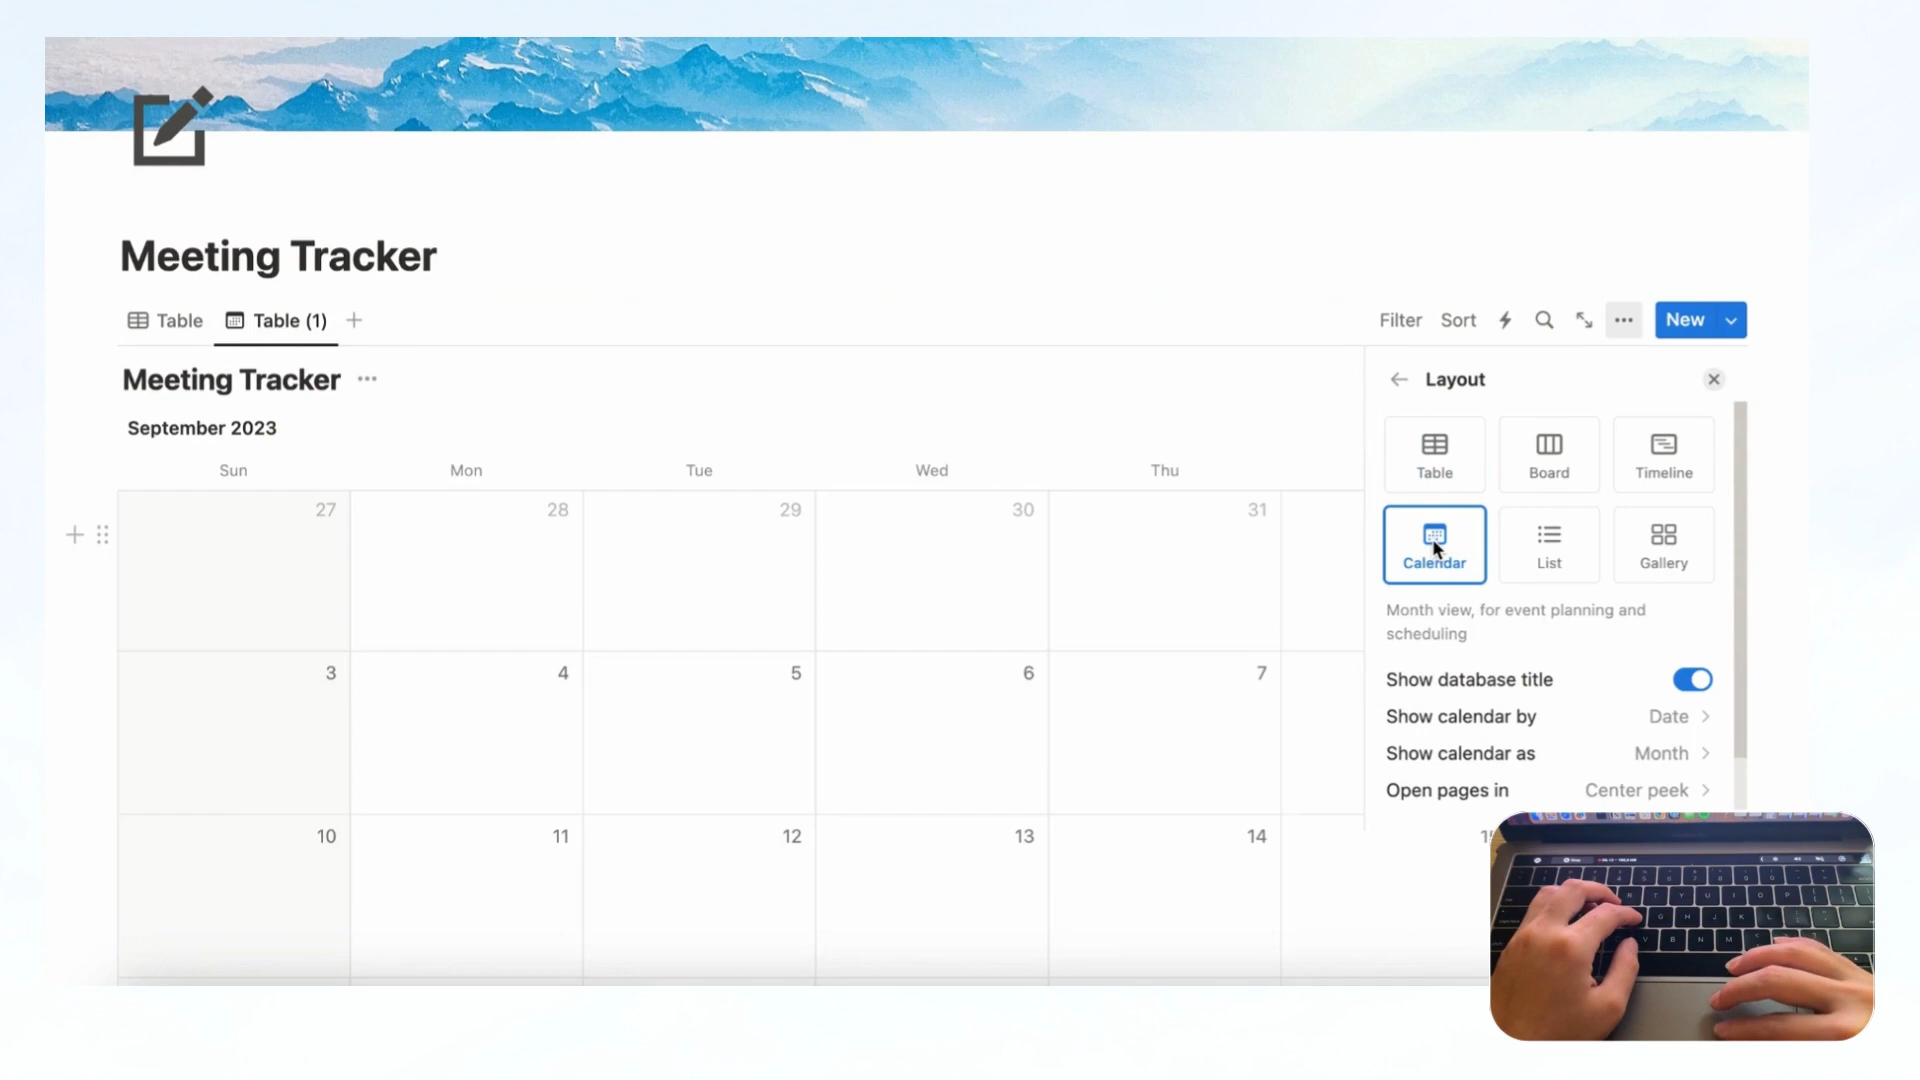 Meeting Tracker
Table Table (1) Filter Sort New
Meeting Tracker
September 2023
Sun Mon Tue Wed Thu
27 28 29 30 31
3 4 5 6 7
10 11 12 13 14
Layout
Table Board Timeline
Calendar List Gallery
Month view, for event planning and
scheduling
Show database title
Show calendar by Date
Show calendar as Month
Open pages in Center peek